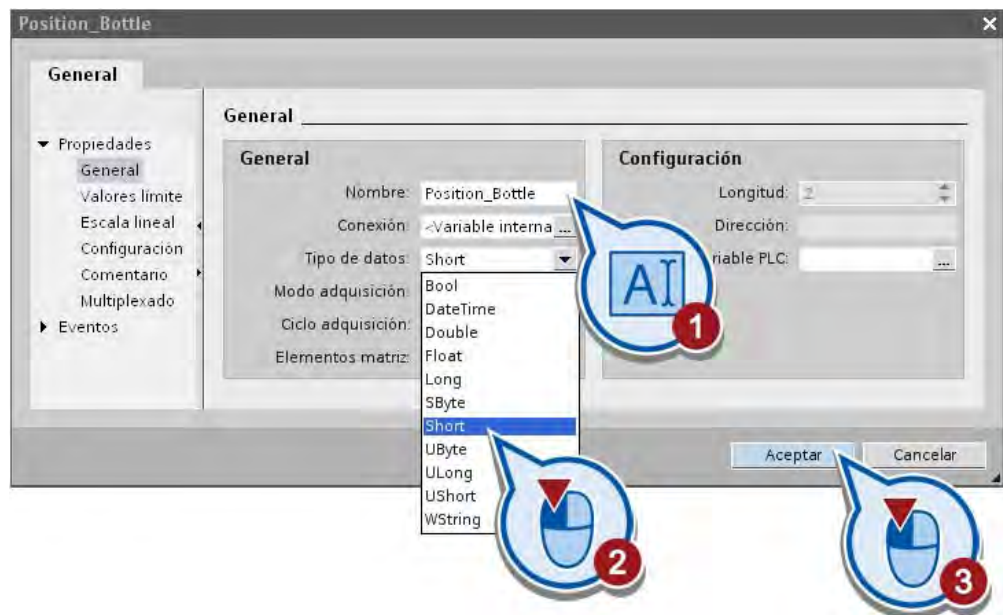 Position_Bottle
General
Propiedades
General
Valores límite
Escala lineal
Configuración
Comentario
Multiplexado
Eventos
General
General
Nombre: Position_Bottle
Conexión: <Variable interna ...
Tipo de datos: Short
Modo adquisición:
Ciclo adquisición:
Elementos matriz:
Bool
DateTime
Double
Float
Long
SByte
Short
UByte
ULong
UShort
WString
Configuración
Longitud: 2
Dirección:
riable PLC: ...
A
1
2
Aceptar
Cancelar
3